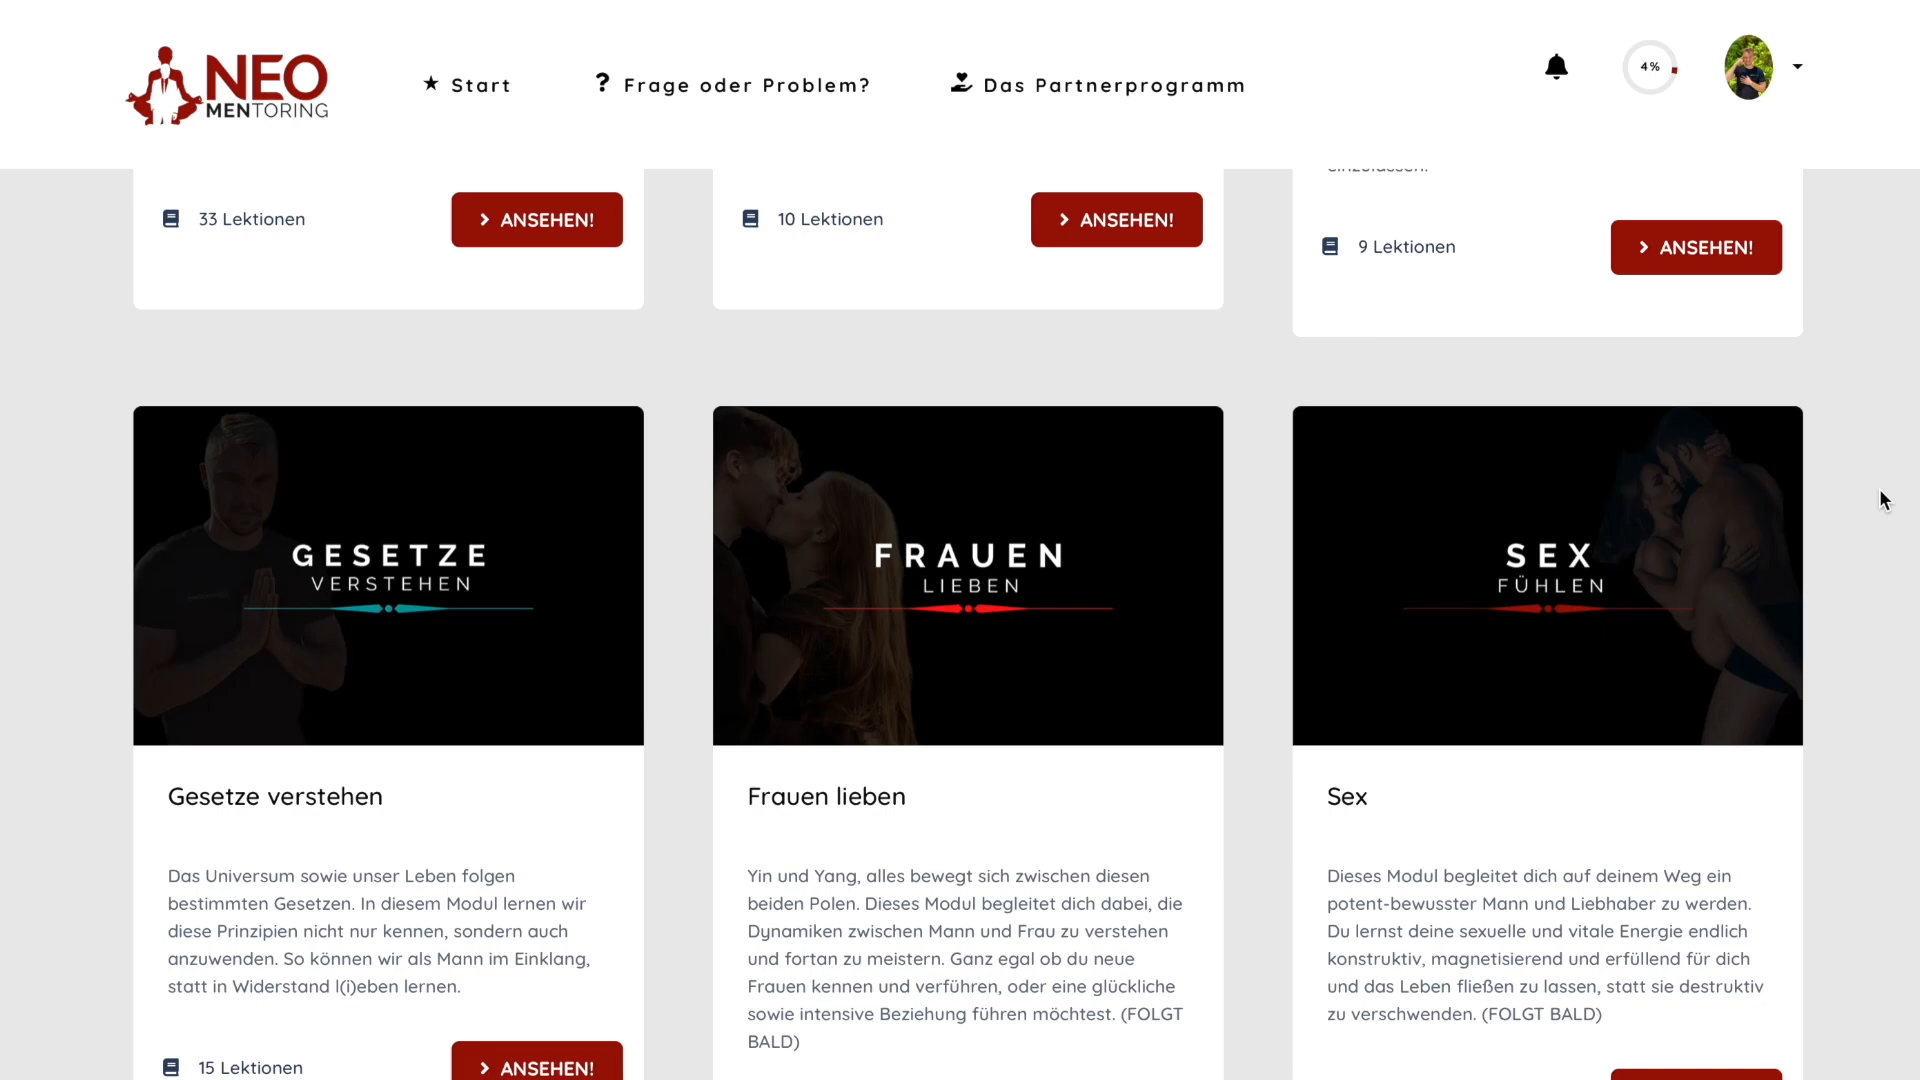 NEO
MENTORING
Start
Frage oder Problem?
Das Partnerprogramm
4%
33 Lektionen
ANSEHEN!
10 Lektionen
ANSEHEN!
9 Lektionen
ANSEHEN!
GESETZE
VERSTEHEN
Gesetze verstehen
Das Universum sowie unser Leben folgen
bestimmten Gesetzen. In diesem Modul lernen wir
diese Prinzipien nicht nur kennen, sondern auch
anzuwenden. So können wir als Mann im Einklang,
statt in Widerstand l(i)eben lernen.
15 Lektionen
ANSEHEN!
FRAUEN
LIEBEN
Frauen lieben
Yin und Yang, alles bewegt sich zwischen diesen
beiden Polen. Dieses Modul begleitet dich dabei, die
Dynamiken zwischen Mann und Frau zu verstehen
und fortan zu meistern. Ganz egal ob du neue
Frauen kennen und verführen, oder eine glückliche
sowie intensive Beziehung führen möchtest. (FOLGT
BALD)
SEX
FÜHLEN
Sex
Dieses Modul begleitet dich auf deinem Weg ein
potent-bewusster Mann und Liebhaber zu werden.
Du lernst deine sexuelle und vitale Energie endlich
konstruktiv, magnetisierend und erfüllend für dich
und das Leben fließen zu lassen, statt sie destruktiv
zu verschwenden. (FOLGT BALD)